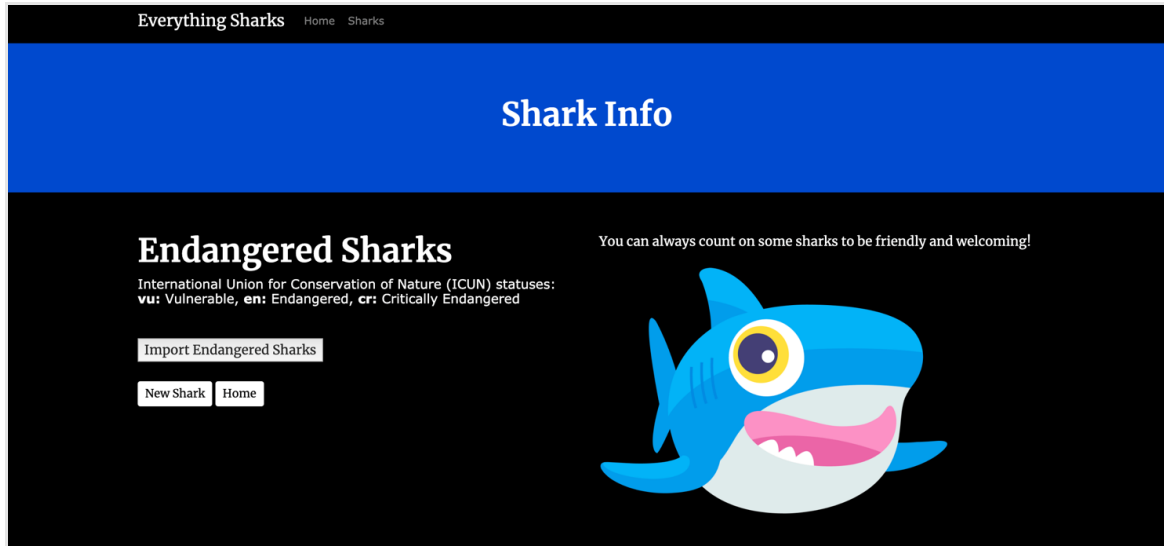 Everything Sharks Home Sharks
Shark Info
Endangered Sharks
International Union for Conservation of Nature (ICUN) statuses:
vu: Vulnerable, en: Endangered, cr: Critically Endangered
Import Endangered Sharks
New Shark Home
You can always count on some sharks to be friendly and welcoming!